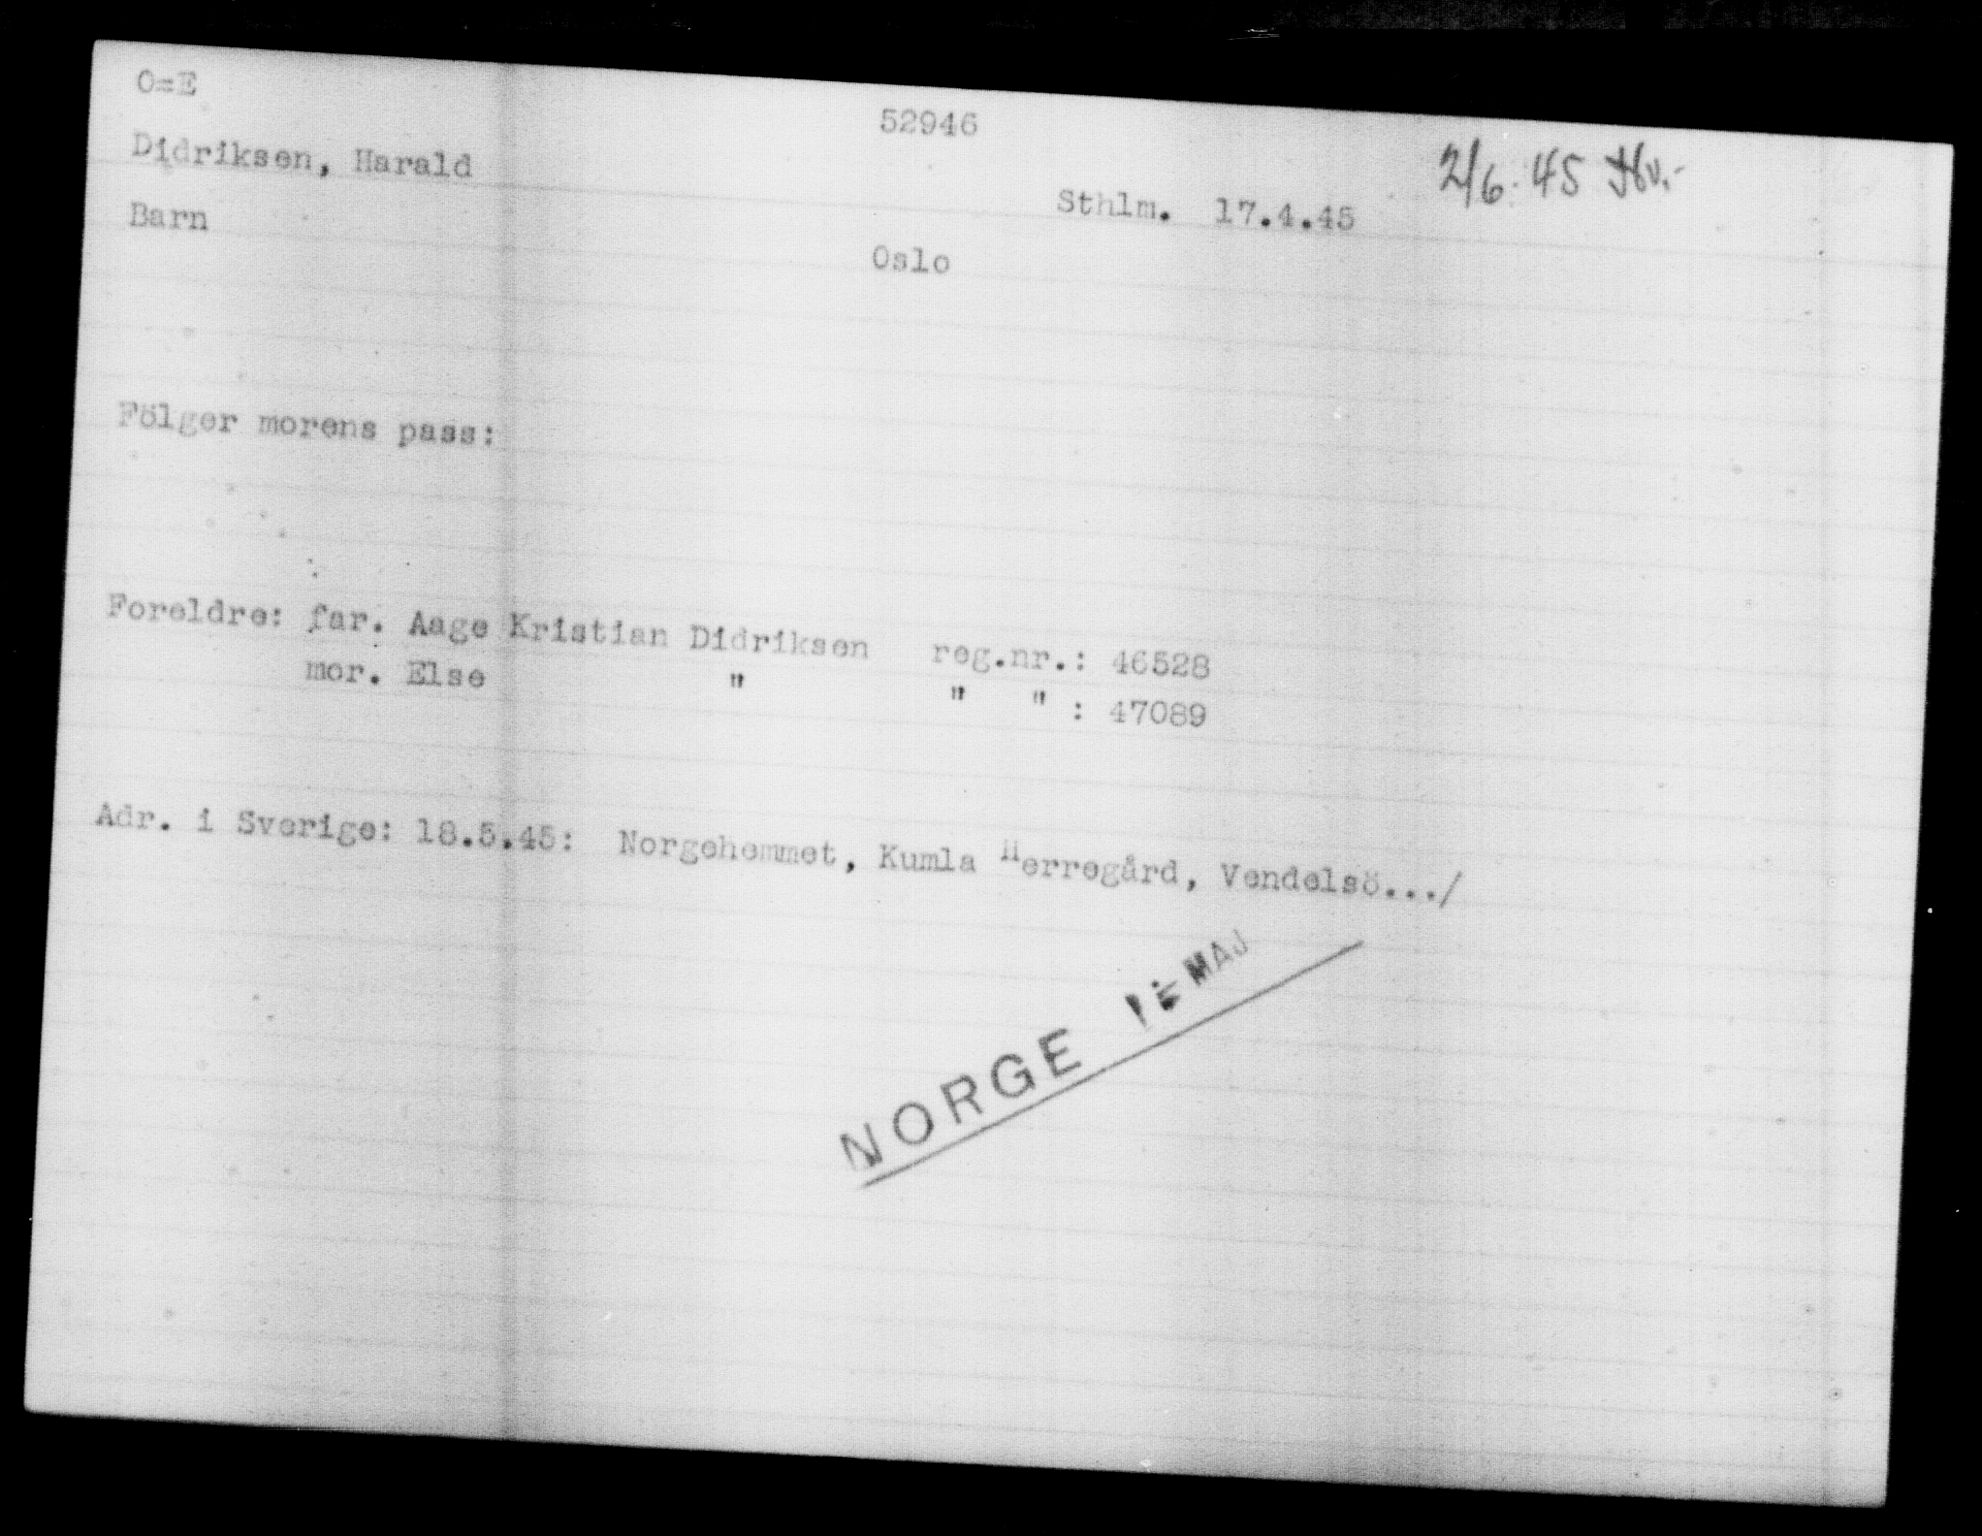 O=E
52946
2/6. 45
Didriksen, Harald
Sthlm. 17.4.45
Barn
Oslo
Fölger morens pass:
Foreldre: far. Aage Kristian Didriksen reg.nr.: 46528
mor. Else " " " : 47089
Adr. i Sverige: 18.5.45: Norgehemmet, Kumla Herregård, Vendelsö.../
NORGE MAJ